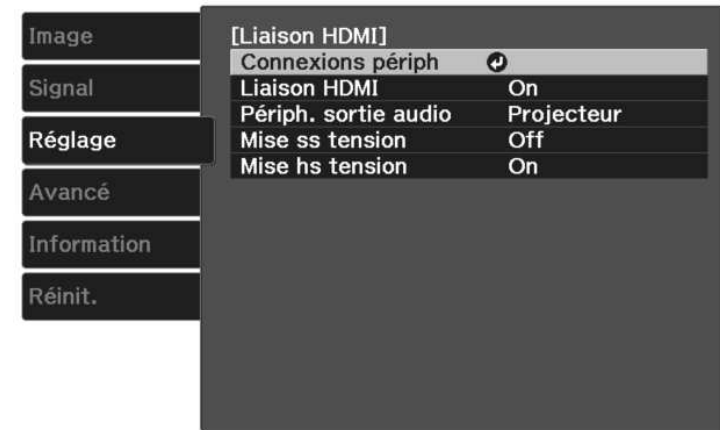 Image
Signal
Réglage
Avancé
Information
Réinit.
[Liaison HDMI]
Connexions périph
Liaison HDMI On
Périph. sortie audio Projecteur
Mise ss tension Off
Mise hs tension On